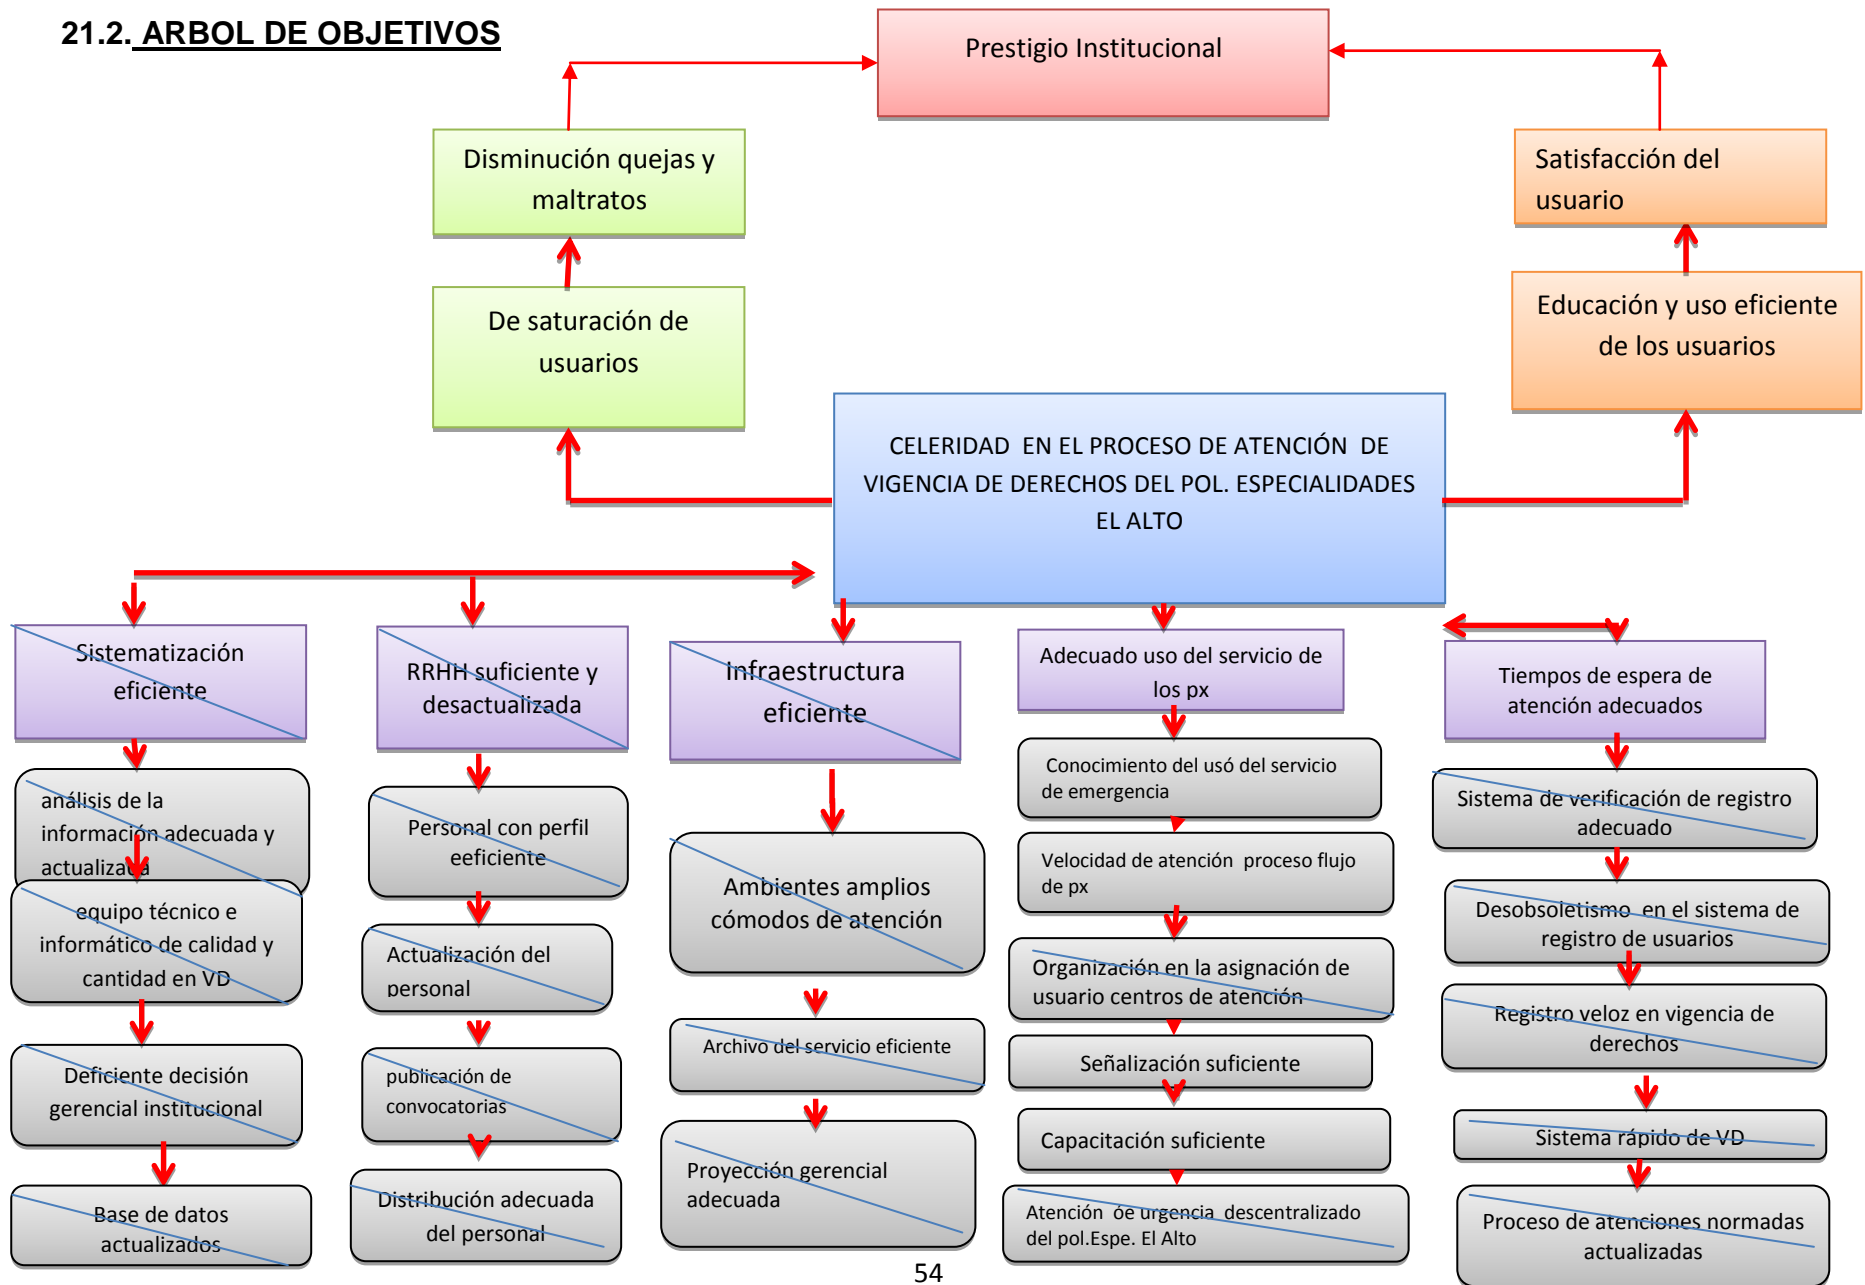 21.2. ARBOL DE OBJETIVOS
Prestigio Institucional
Disminución quejas y
maltratos
Satisfacción del
usuario
De saturación de
usuarios
Educación y uso eficiente
de los usuarios
CELERIDAD EN EL PROCESO DE ATENCIÓN DE
VIGENCIA DE DERECHOS DEL POL. ESPECIALIDADES
EL ALTO
Sistematización
eficiente
análisis de la
información adecuada y
actualizada
equipo técnico e
informático de calidad y
cantidad en VD
Deficiente decisión
gerencial institucional
Base de datos
actualizados
RRHH suficiente y
desactualizada
Personal con perfil
eeficiente
Actualización del
personal
publicación de
convocatorias
Distribución adecuada
del personal
Infraestructura
eficiente
Ambientes amplios
cómodos de atención
Archivo del servicio eficiente
Proyección gerencial
adecuada
Adecuado uso del servicio de
los px
Conocimiento del usó del servicio
de emergencia
Velocidad de atención proceso flujo
de px
Organización en la asignación de
usuario centros de atención
Señalización suficiente
Capacitación suficiente
Atención óe urgencia descentralizado
del pol.Espe. El Alto
Tiempos de espera de
atención adecuados
Sistema de verificación de registro
adecuado
Desobsoletismo en el sistema de
registro de usuarios
Registro veloz en vigencia de
derechos
Sistema rápido de VD
Proceso de atenciones normadas
actualizadas
54